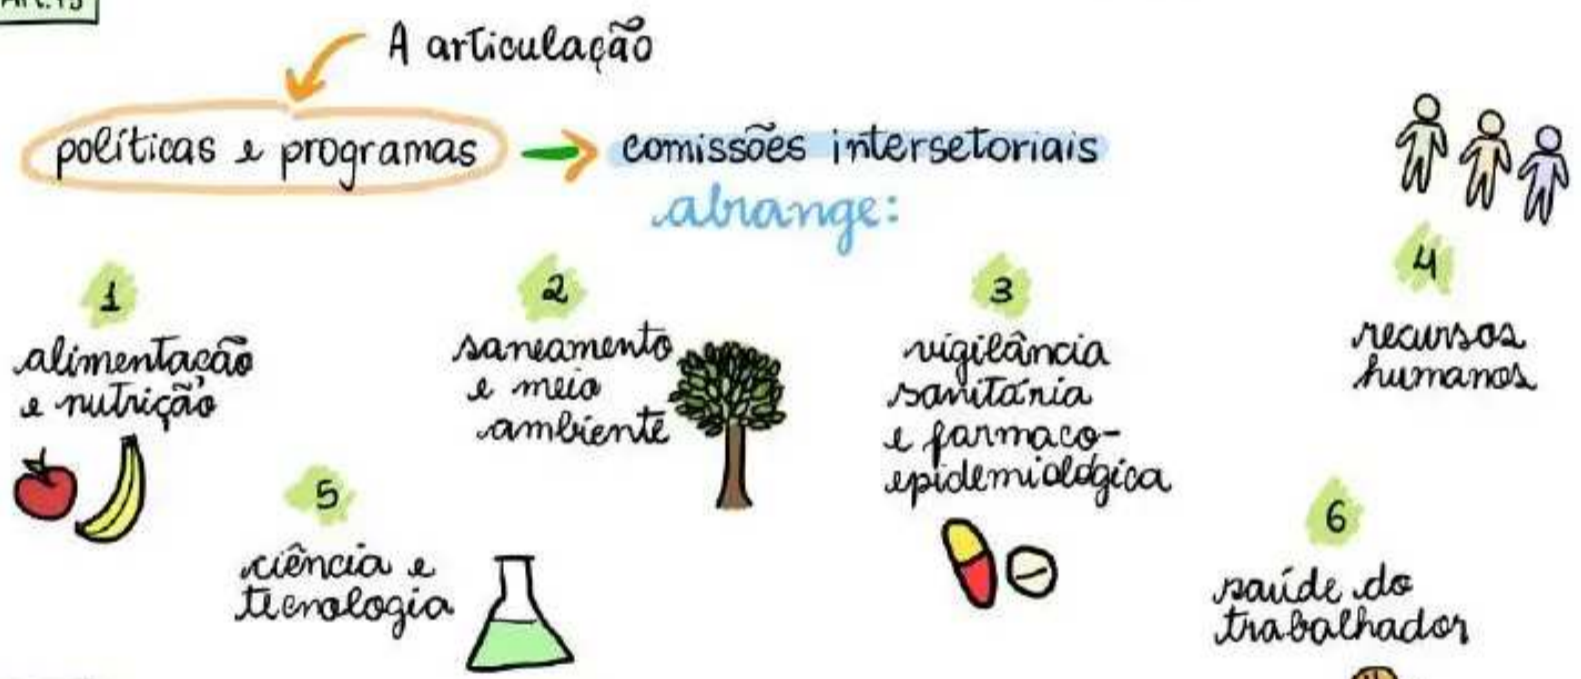 A articulação
políticas e programas → comissões intersetoriais
abrange:
1
alimentação
e nutrição
2
saneamento
e meio
ambiente
3
vigilância
sanitária
e farmaco-
epidemiológica
4
recursos
humanos
5
ciência e
tecnologia
6
saúde do
trabalhador